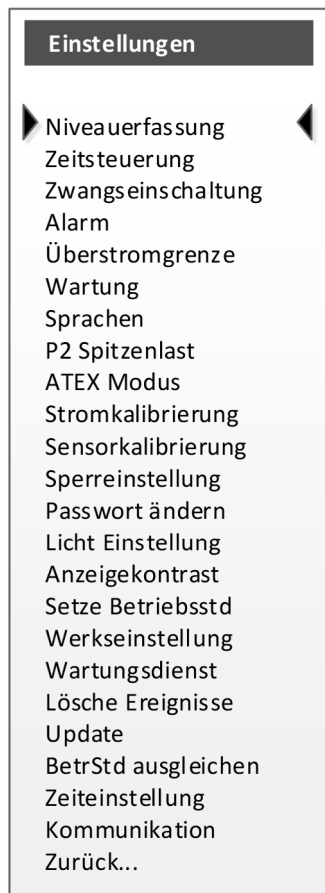 Einstellungen
Niveauerfassung
Zeitsteuerung
Zwangseinschaltung
Alarm
Überstromgrenze
Wartung
Sprachen
P2 Spitzenlast
ATEX Modus
Stromkalibrierung
Sensorkalibrierung
Sperreinstellung
Passwort ändern
Licht Einstellung
Anzeigekontrast
Setze Betriebsstd
Werkseinstellung
Wartungsdienst
Lösche Ereignisse
Update
BetrStd ausgleichen
Zeiteinstellung
Kommunikation
Zurück...